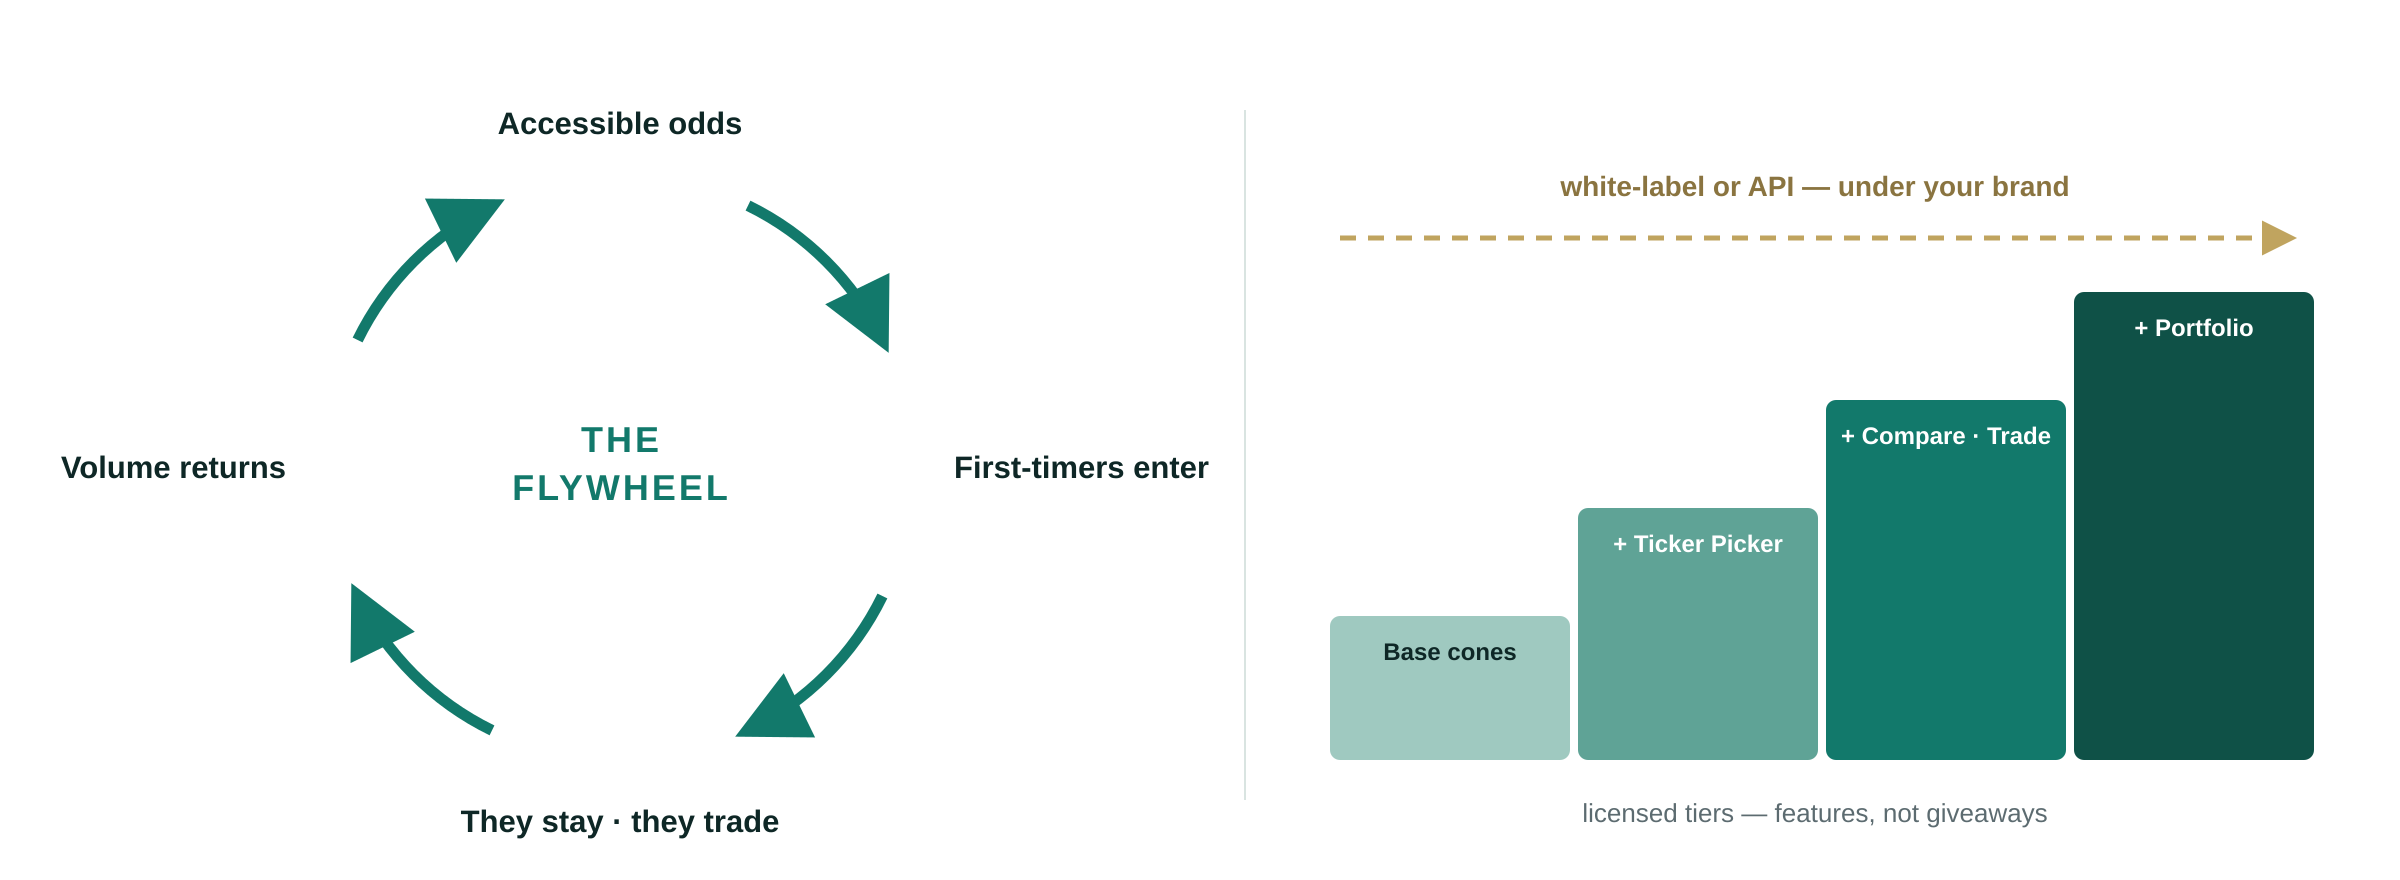 Accessible odds
THE
FLYWHEEL
Volume returns
First-timers enter
They stay · they trade
white-label or API — under your brand
+ Portfolio
+ Compare · Trade
+ Ticker Picker
Base cones
licensed tiers — features, not giveaways